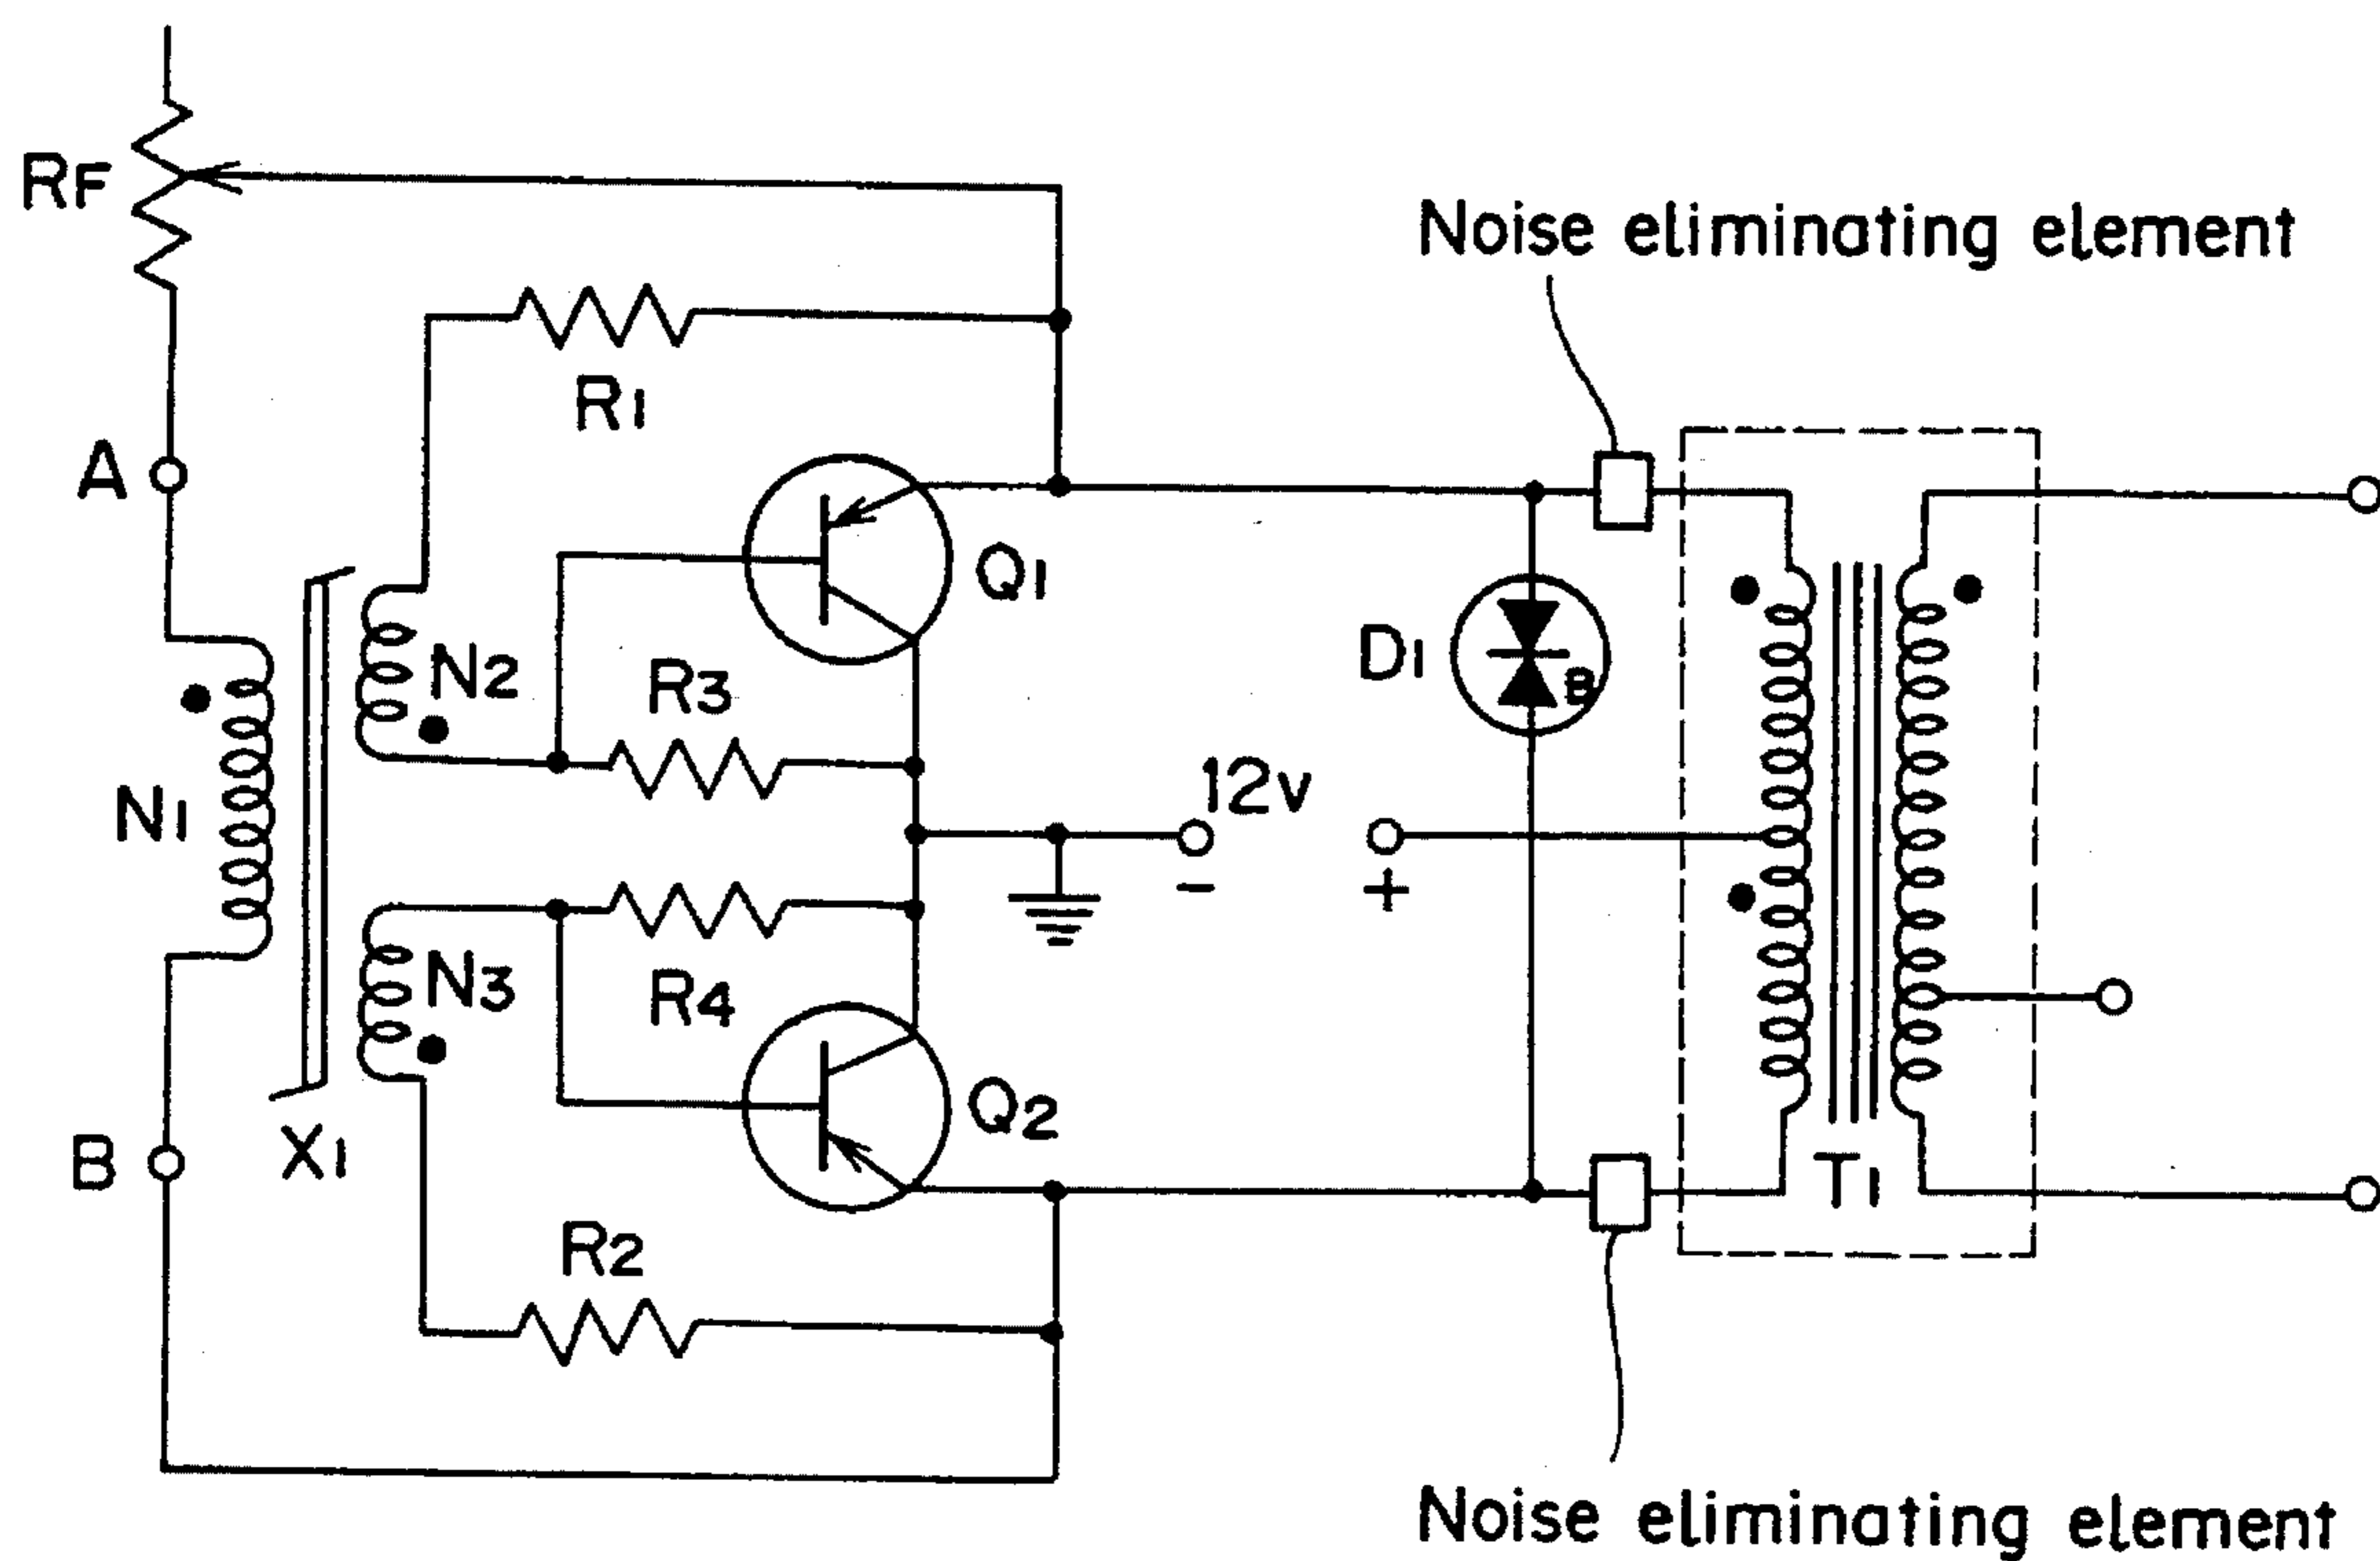 RF
Noise eliminating element
R1
A
Q1
N2
D1
B
R3
12v
N1
- +
N3
R4
Q2
B
X1
T1
R2
Noise eliminating element